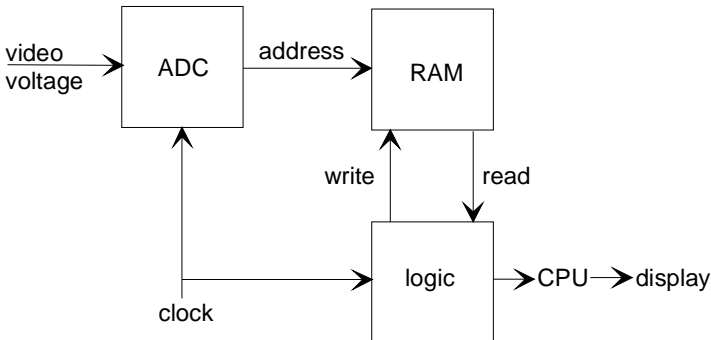 video
voltage
ADC
address
RAM
write
read
logic
CPU
display
clock